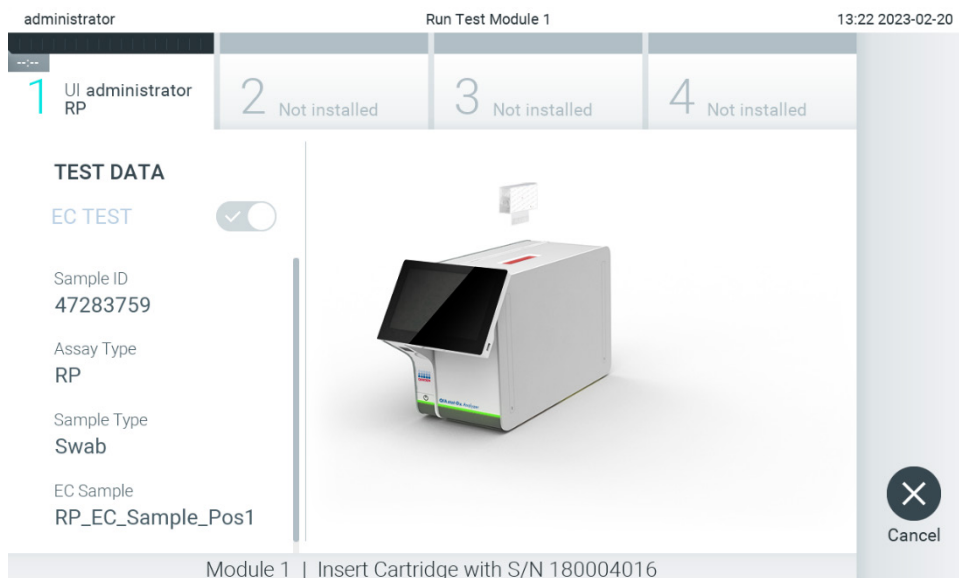 administrator
Run Test Module 1
13:22 2023-02-20
--:--
1 UI administrator
RP
2 Not installed
3 Not installed
4 Not installed
TEST DATA
EC TEST
Sample ID
47283759
Assay Type
RP
Sample Type
Swab
EC Sample
RP_EC_Sample_Pos1
Cancel
Module 1 | Insert Cartridge with S/N 180004016